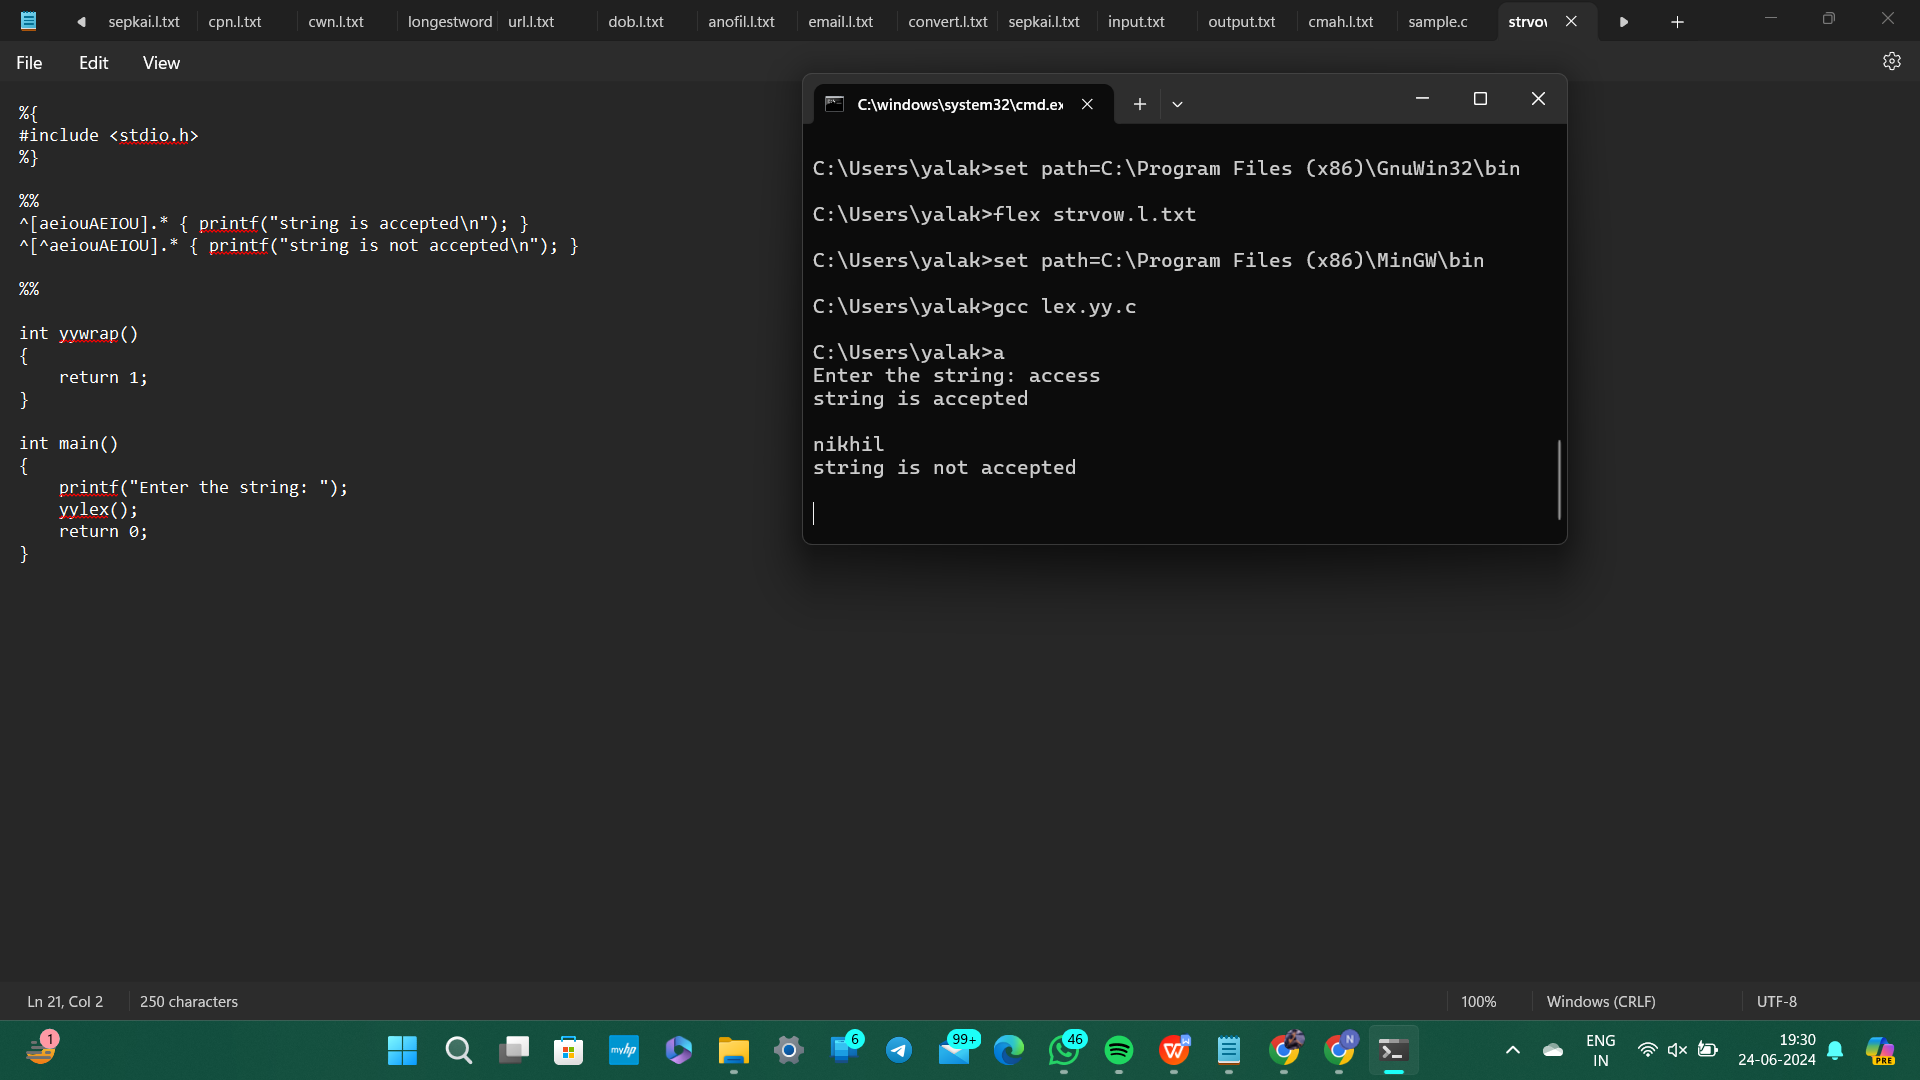 sepkai.l.txt cpn.l.txt cwn.l.txt longestword url.l.txt dob.l.txt anofil.l.txt email.l.txt convert.l.txt sepkai.l.txt input.txt output.txt cmah.l.txt sample.c strvow
File Edit View
%{
#include <stdio.h>
%}
%%
^[aeiouAEIOU].* { printf("string is accepted\n"); }
^[^aeiouAEIOU].* { printf("string is not accepted\n"); }
%%
int yywrap()
{
return 1;
}
int main()
{
printf("Enter the string: ");
yylex();
return 0;
}
C:\windows\system32\cmd.ex
C:\Users\yalak>set path=C:\Program Files (x86)\GnuWin32\bin
C:\Users\yalak>flex strvow.l.txt
C:\Users\yalak>set path=C:\Program Files (x86)\MinGW\bin
C:\Users\yalak>gcc lex.yy.c
C:\Users\yalak>a
Enter the string: access
string is accepted
nikhil
string is not accepted
Ln 21, Col 2 250 characters 100% Windows (CRLF) UTF-8
1 myhp 6 99+ 46 W N ENG 19:30 PRE
IN 24-06-2024